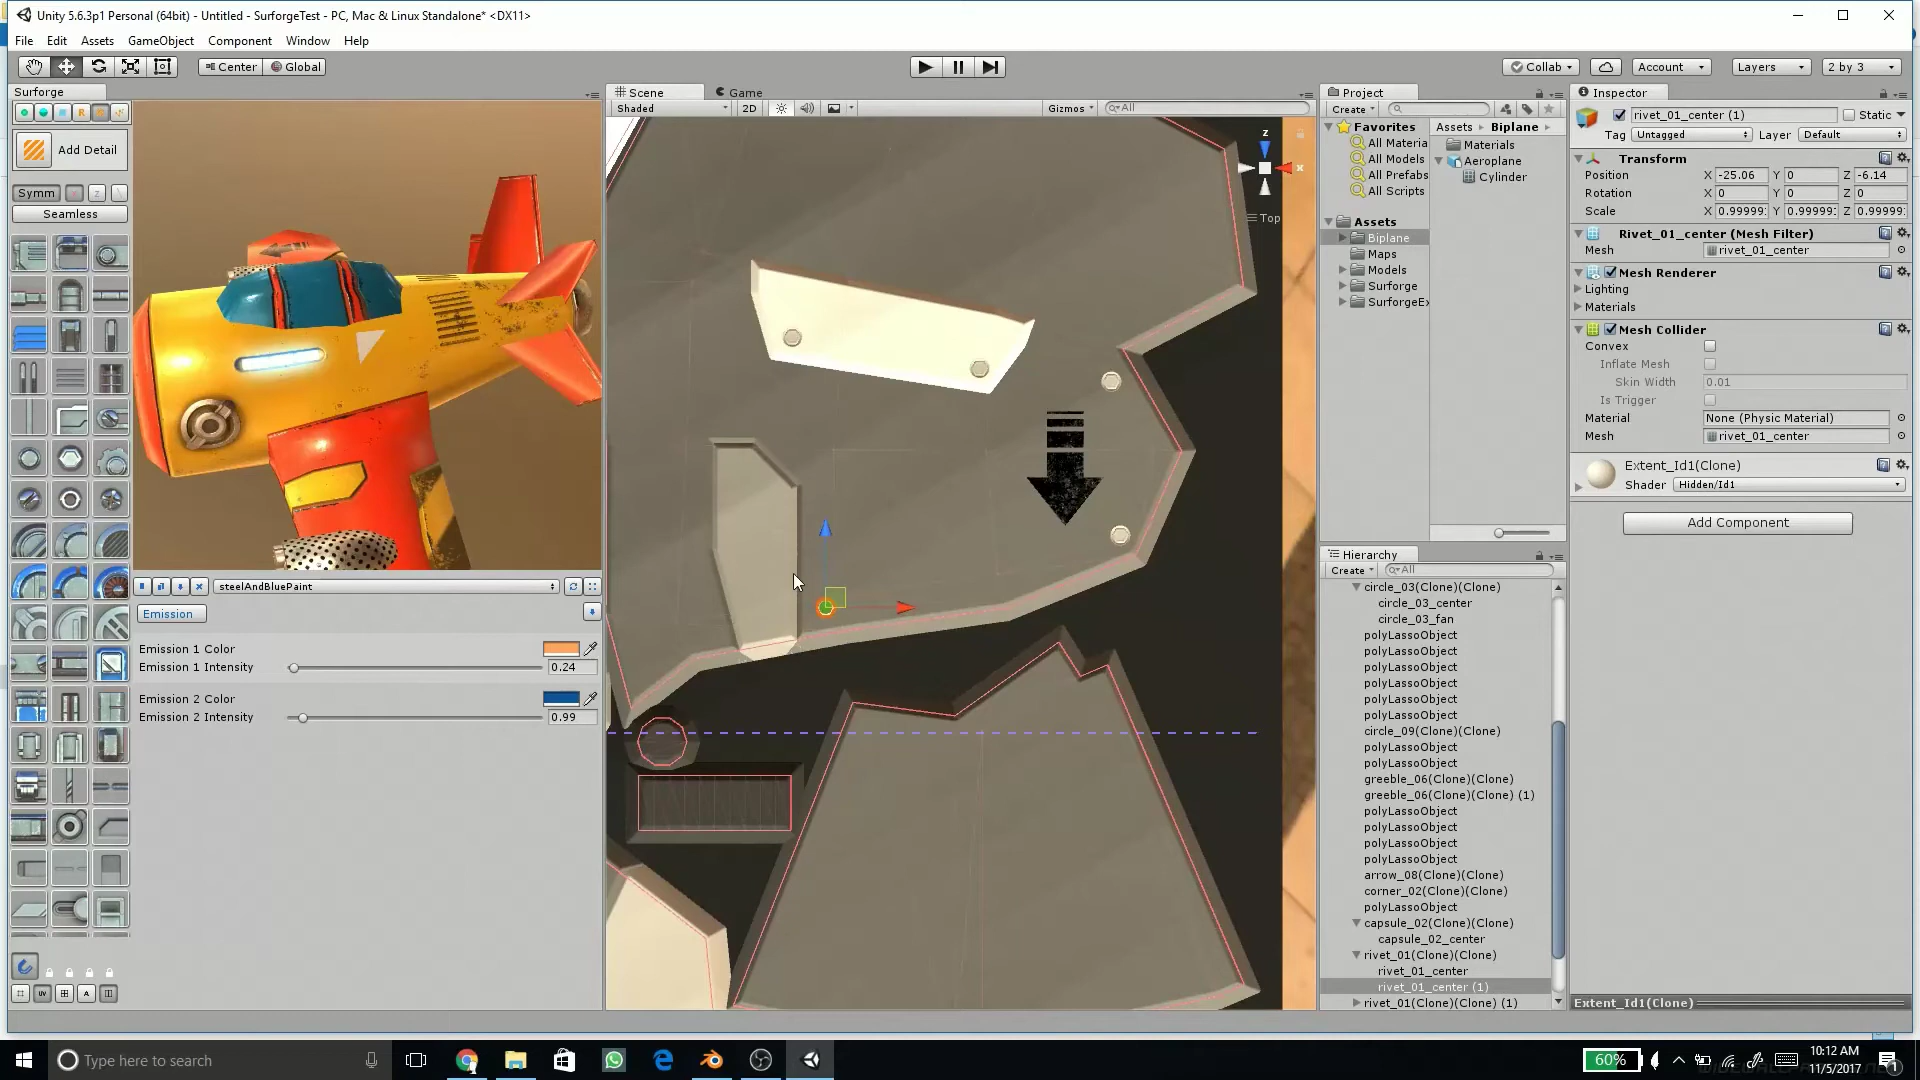 Unity 5.6.3p1 Personal (64bit) - Untitled - SurforgeTest - PC, Mac & Linux Standalone* <DX11>
File Edit Assets GameObject Component Window Help
Center Global Collab Account Layers 2 by 3
Surforge
Add Detail
Symm
Seamless
steelAndBluePaint
Emission
Emission 1 Color
Emission 1 Intensity 0.24
Emission 2 Color
Emission 2 Intensity 0.99
UV A
Scene Game
Shaded 2D Gizmos All
z
x
Top
Project
Create
Favorites
All Materia
All Models
All Prefabs
All Scripts
Assets
Biplane
Maps
Models
Surforge
SurforgeEx
Assets Biplane
Materials
Aeroplane
Cylinder
Hierarchy
Create All
circle_03(Clone)(Clone)
circle_03_center
circle_03_fan
polyLassoObject
polyLassoObject
polyLassoObject
polyLassoObject
polyLassoObject
polyLassoObject
circle_09(Clone)(Clone)
polyLassoObject
polyLassoObject
greeble_06(Clone)(Clone)
greeble_06(Clone)(Clone) (1)
polyLassoObject
polyLassoObject
polyLassoObject
polyLassoObject
arrow_08(Clone)(Clone)
corner_02(Clone)(Clone)
polyLassoObject
capsule_02(Clone)(Clone)
capsule_02_center
rivet_01(Clone)(Clone)
rivet_01_center
rivet_01_center (1)
rivet_01(Clone)(Clone) (1)
Inspector
rivet_01_center (1) Static
Tag Untagged Layer Default
Transform
Position X -25.06 Y 0 Z -6.14
Rotation X 0 Y 0 Z 0
Scale X 0.99999 Y 0.99999 Z 0.99999
Rivet_01_center (Mesh Filter)
Mesh rivet_01_center
Mesh Renderer
Lighting
Materials
Mesh Collider
Convex
Inflate Mesh
Skin Width 0.01
Is Trigger
Material None (Physic Material)
Mesh rivet_01_center
Extent_Id1(Clone)
Shader Hidden/Id1
Add Component
Extent_Id1(Clone)
Type here to search
60%
10:12 AM
11/5/2017